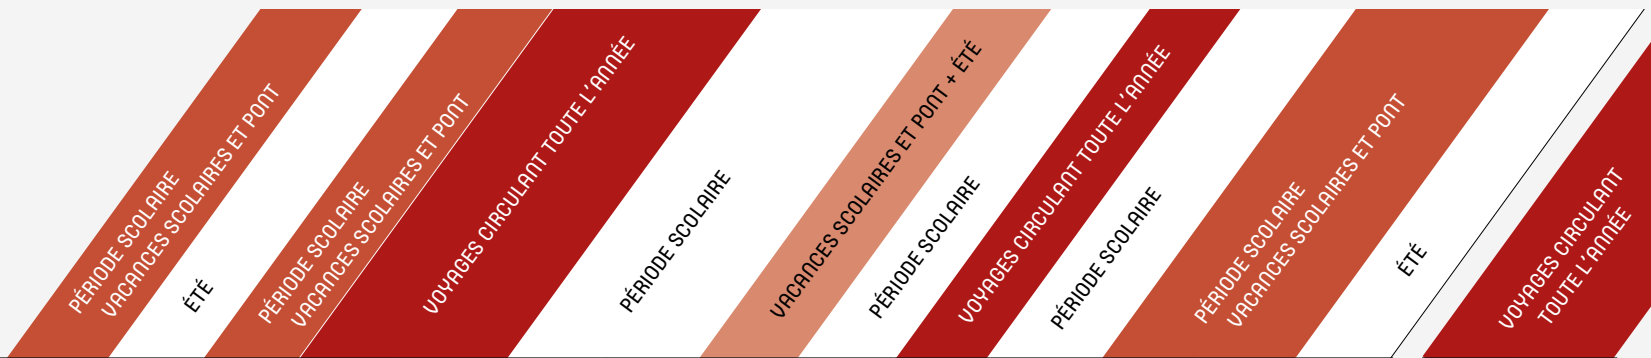 PÉRIODE SCOLAIRE
VACANCES SCOLAIRES ET PONT
ÉTÉ
PÉRIODE SCOLAIRE
VACANCES SCOLAIRES ET PONT
VOYAGES CIRCULANT TOUTE L'ANNÉE
PÉRIODE SCOLAIRE
VACANCES SCOLAIRES ET PONT + ÉTÉ
PÉRIODE SCOLAIRE
VOYAGES CIRCULANT TOUTE L'ANNÉE
PÉRIODE SCOLAIRE
PÉRIODE SCOLAIRE
VACANCES SCOLAIRES ET PONT
ÉTÉ
VOYAGES CIRCULANT
TOUTE L'ANNÉE